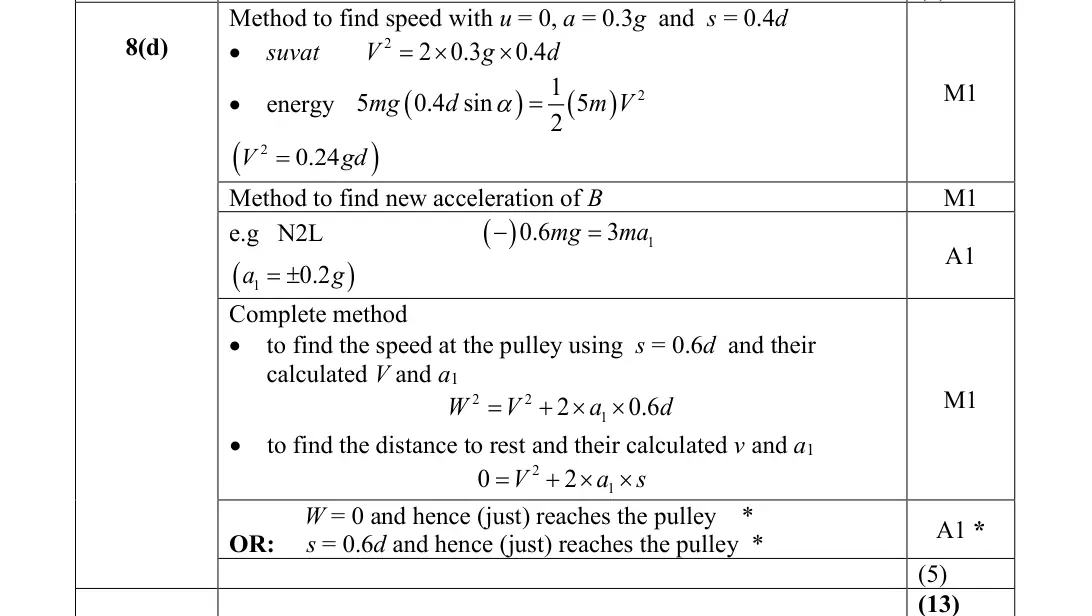 Method to find speed with u = 0, a = 0.3g and s = 0.4d
8(d)
• suvat V² = 2×0.3g×0.4d
M1
• energy 5mg(0.4d sin α) = 1/2 (5m)V²
(V² = 0.24gd)
Method to find new acceleration of B M1
e.g N2L (−)0.6mg = 3ma₁
A1
(a₁ = ±0.2g)
Complete method
• to find the speed at the pulley using s = 0.6d and their
calculated V and a₁
W² = V² + 2×a₁×0.6d
M1
• to find the distance to rest and their calculated v and a₁
0 = V² + 2×a₁×s
W = 0 and hence (just) reaches the pulley *
A1 *
OR: s = 0.6d and hence (just) reaches the pulley *
(5)
(13)